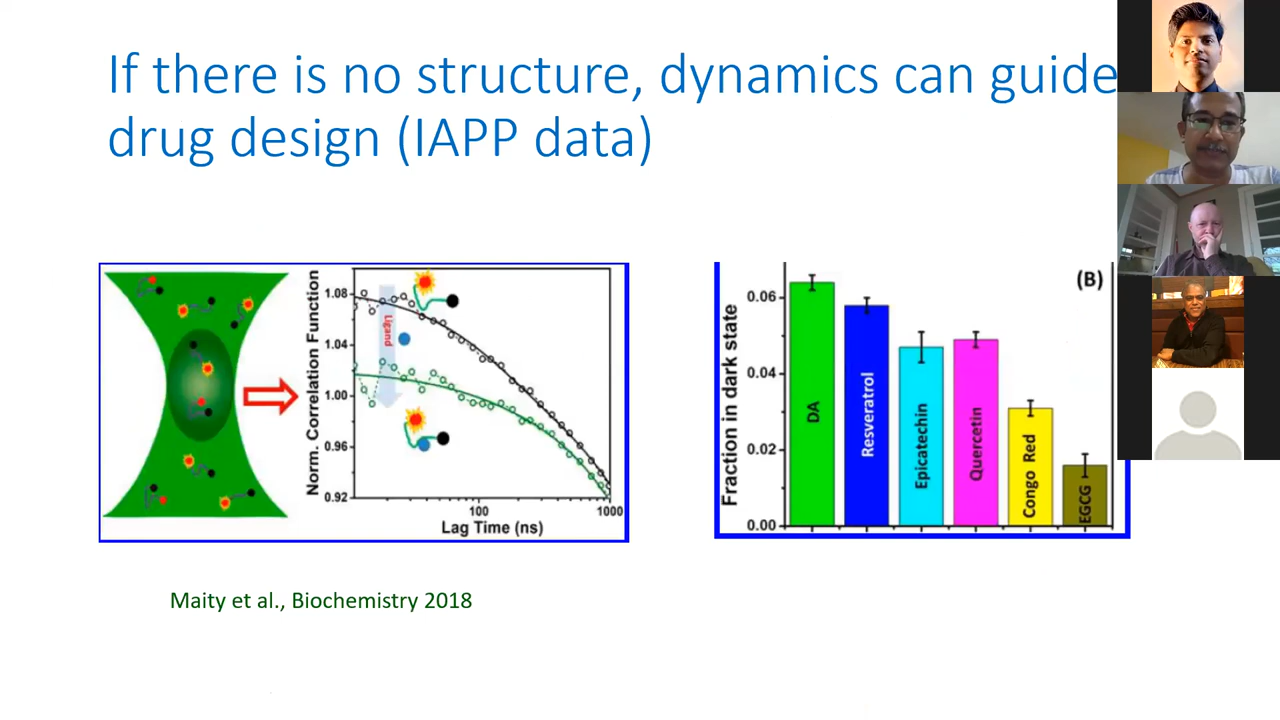 If there is no structure, dynamics can guide
drug design (IAPP data)
Norm. Correlation Function
1.08
1.04
1.00
0.96
0.92
Ligand
100
1000
Lag Time (ns)
(B)
Fraction in dark state
0.06
0.04
0.02
0.00
DA
Resveratrol
Epicatechin
Quercetin
Congo Red
EGCG
Maity et al., Biochemistry 2018